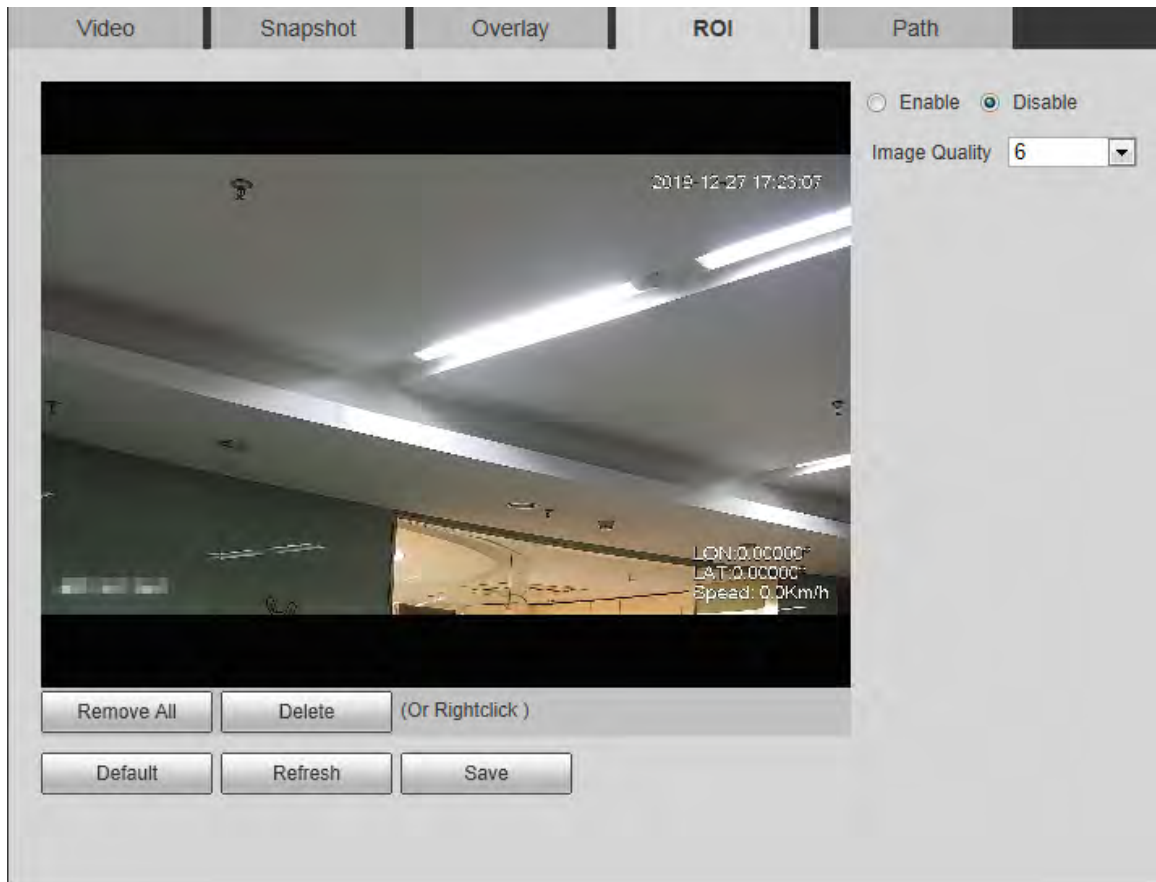 Video Snapshot Overlay ROI Path
Enable Disable
Image Quality 6
2019-12-27 17:23:07
LON:0.00000°
LAT:0.00000°
Speed: 0.0Km/h
Remove All Delete (Or Rightclick )
Default Refresh Save